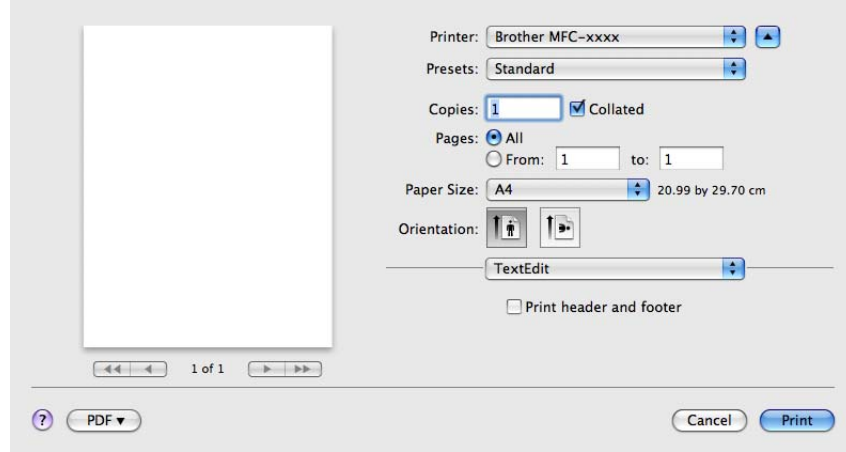 Printer: Brother MFC-xxxx
Presets: Standard
Copies: 1 Collated
Pages: All
From: 1 to: 1
Paper Size: A4 20.99 by 29.70 cm
Orientation:
TextEdit
Print header and footer
1 of 1
? PDF▼ Cancel Print